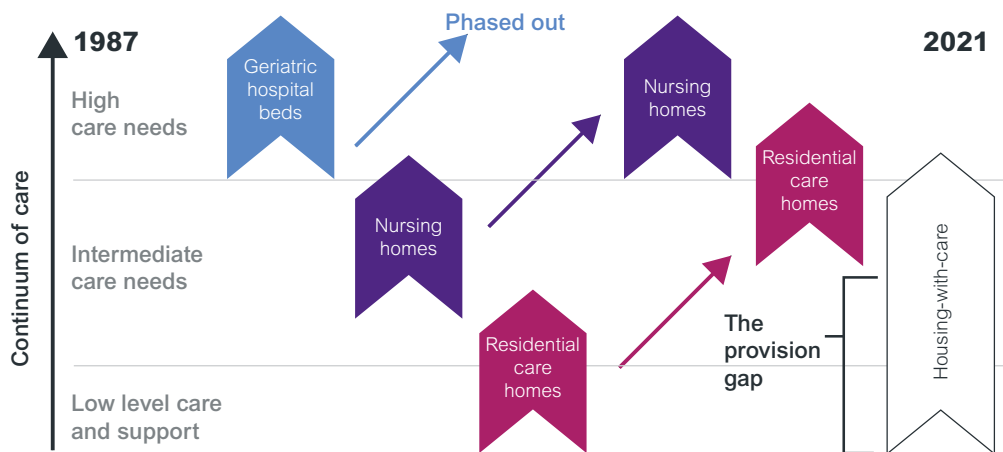 1987
Phased out
2021
Continuum of care
High
care needs
Intermediate
care needs
Low level care
and support
Geriatric
hospital
beds
Nursing
homes
Residential
care
homes
Nursing
homes
Residential
care
homes
The
provision
gap
Housing-with-care